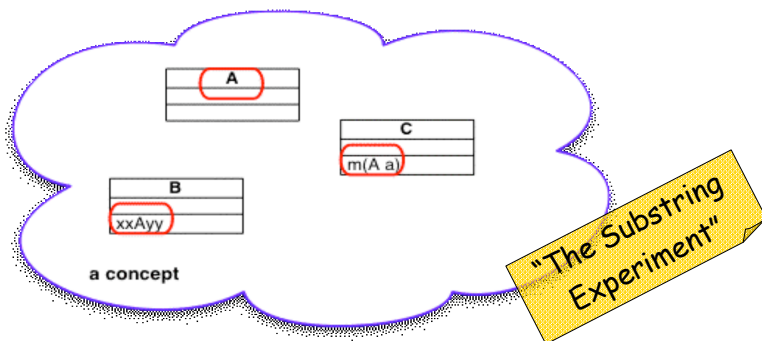 A
C
m(A a)
B
xxAyy
a concept
"The Substring
Experiment"